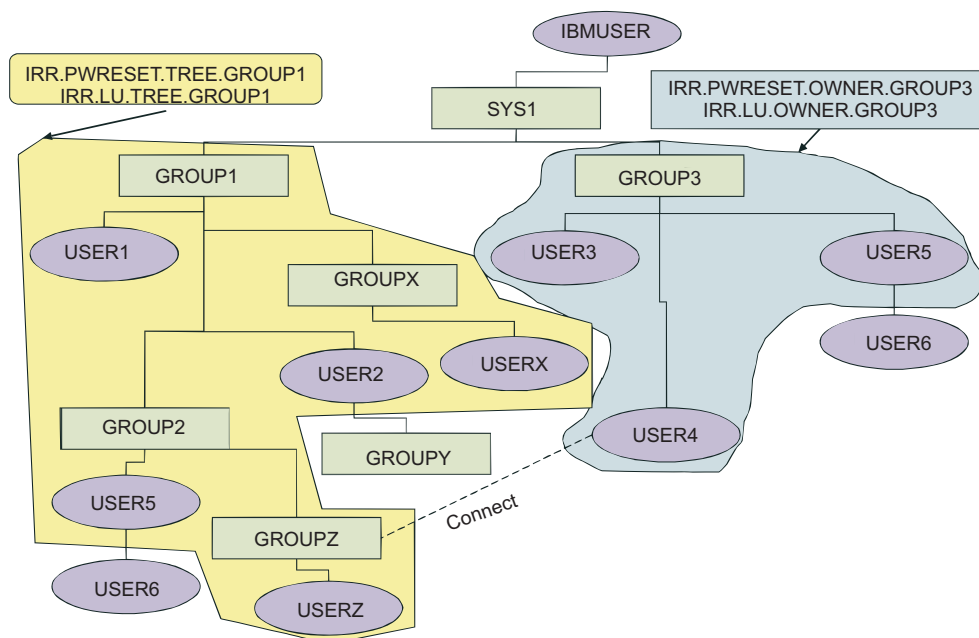 IBMUSER
IRR.PWRESET.TREE.GROUP1
IRR.LU.TREE.GROUP1
IRR.PWRESET.OWNER.GROUP3
IRR.LU.OWNER.GROUP3
SYS1
GROUP1
GROUP3
USER1
USER3
USER5
GROUPX
USER6
USER2
USERX
GROUP2
USER4
GROUPY
USER5
Connect
GROUPZ
USER6
USERZ